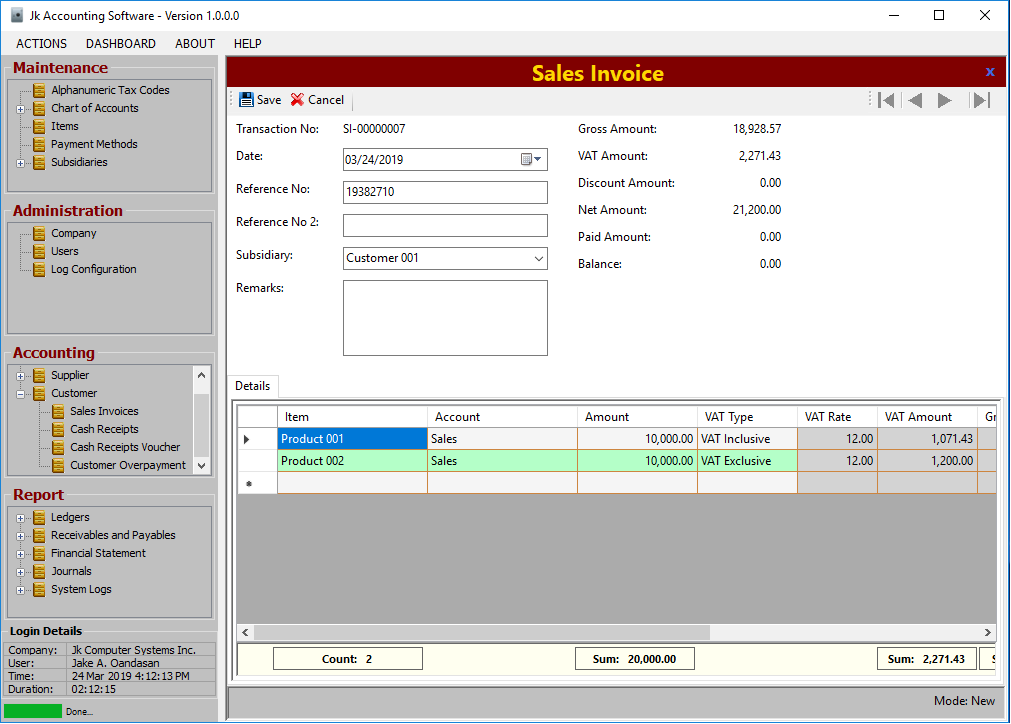 Jk Accounting Software - Version 1.0.0.0
ACTIONS DASHBOARD ABOUT HELP
Maintenance
Alphanumeric Tax Codes
Chart of Accounts
Items
Payment Methods
Subsidiaries
Administration
Company
Users
Log Configuration
Accounting
Supplier
Customer
Sales Invoices
Cash Receipts
Cash Receipts Voucher
Customer Overpayment
Report
Ledgers
Receivables and Payables
Financial Statement
Journals
System Logs
Login Details
Company: Jk Computer Systems Inc.
User: Jake A. Oandasan
Time: 24 Mar 2019 4:12:13 PM
Duration: 02:12:15
Done...
Sales Invoice x
Save Cancel
Transaction No: SI-00000007
Date: 03/24/2019
Reference No: 19382710
Reference No 2:
Subsidiary: Customer 001
Remarks:
Gross Amount: 18,928.57
VAT Amount: 2,271.43
Discount Amount: 0.00
Net Amount: 21,200.00
Paid Amount: 0.00
Balance: 0.00
Details
Item Account Amount VAT Type VAT Rate VAT Amount
Product 001 Sales 10,000.00 VAT Inclusive 12.00 1,071.43
Product 002 Sales 10,000.00 VAT Exclusive 12.00 1,200.00
Count: 2 Sum: 20,000.00 Sum: 2,271.43
Mode: New